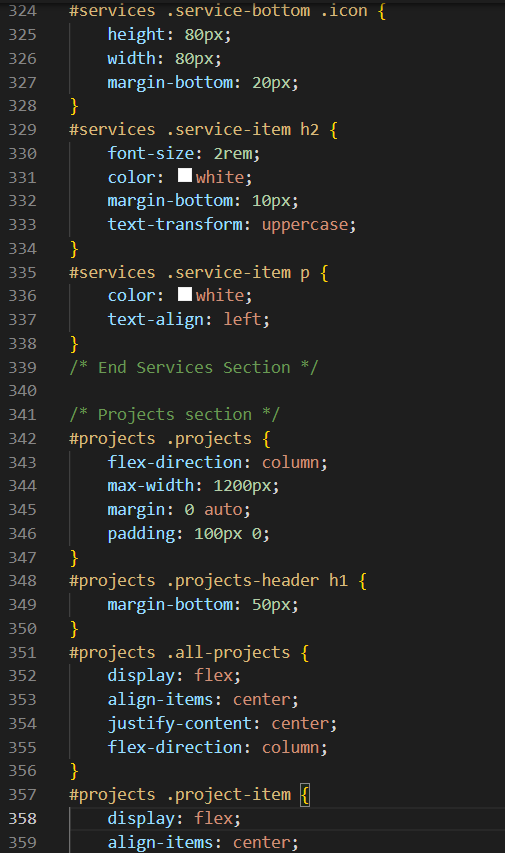 324 #services .service-bottom .icon {
325 height: 80px;
326 width: 80px;
327 margin-bottom: 20px;
328 }
329 #services .service-item h2 {
330 font-size: 2rem;
331 color: white;
332 margin-bottom: 10px;
333 text-transform: uppercase;
334 }
335 #services .service-item p {
336 color: white;
337 text-align: left;
338 }
339 /* End Services Section */
340
341 /* Projects section */
342 #projects .projects {
343 flex-direction: column;
344 max-width: 1200px;
345 margin: 0 auto;
346 padding: 100px 0;
347 }
348 #projects .projects-header h1 {
349 margin-bottom: 50px;
350 }
351 #projects .all-projects {
352 display: flex;
353 align-items: center;
354 justify-content: center;
355 flex-direction: column;
356 }
357 #projects .project-item {
358 display: flex;
359 align-items: center;